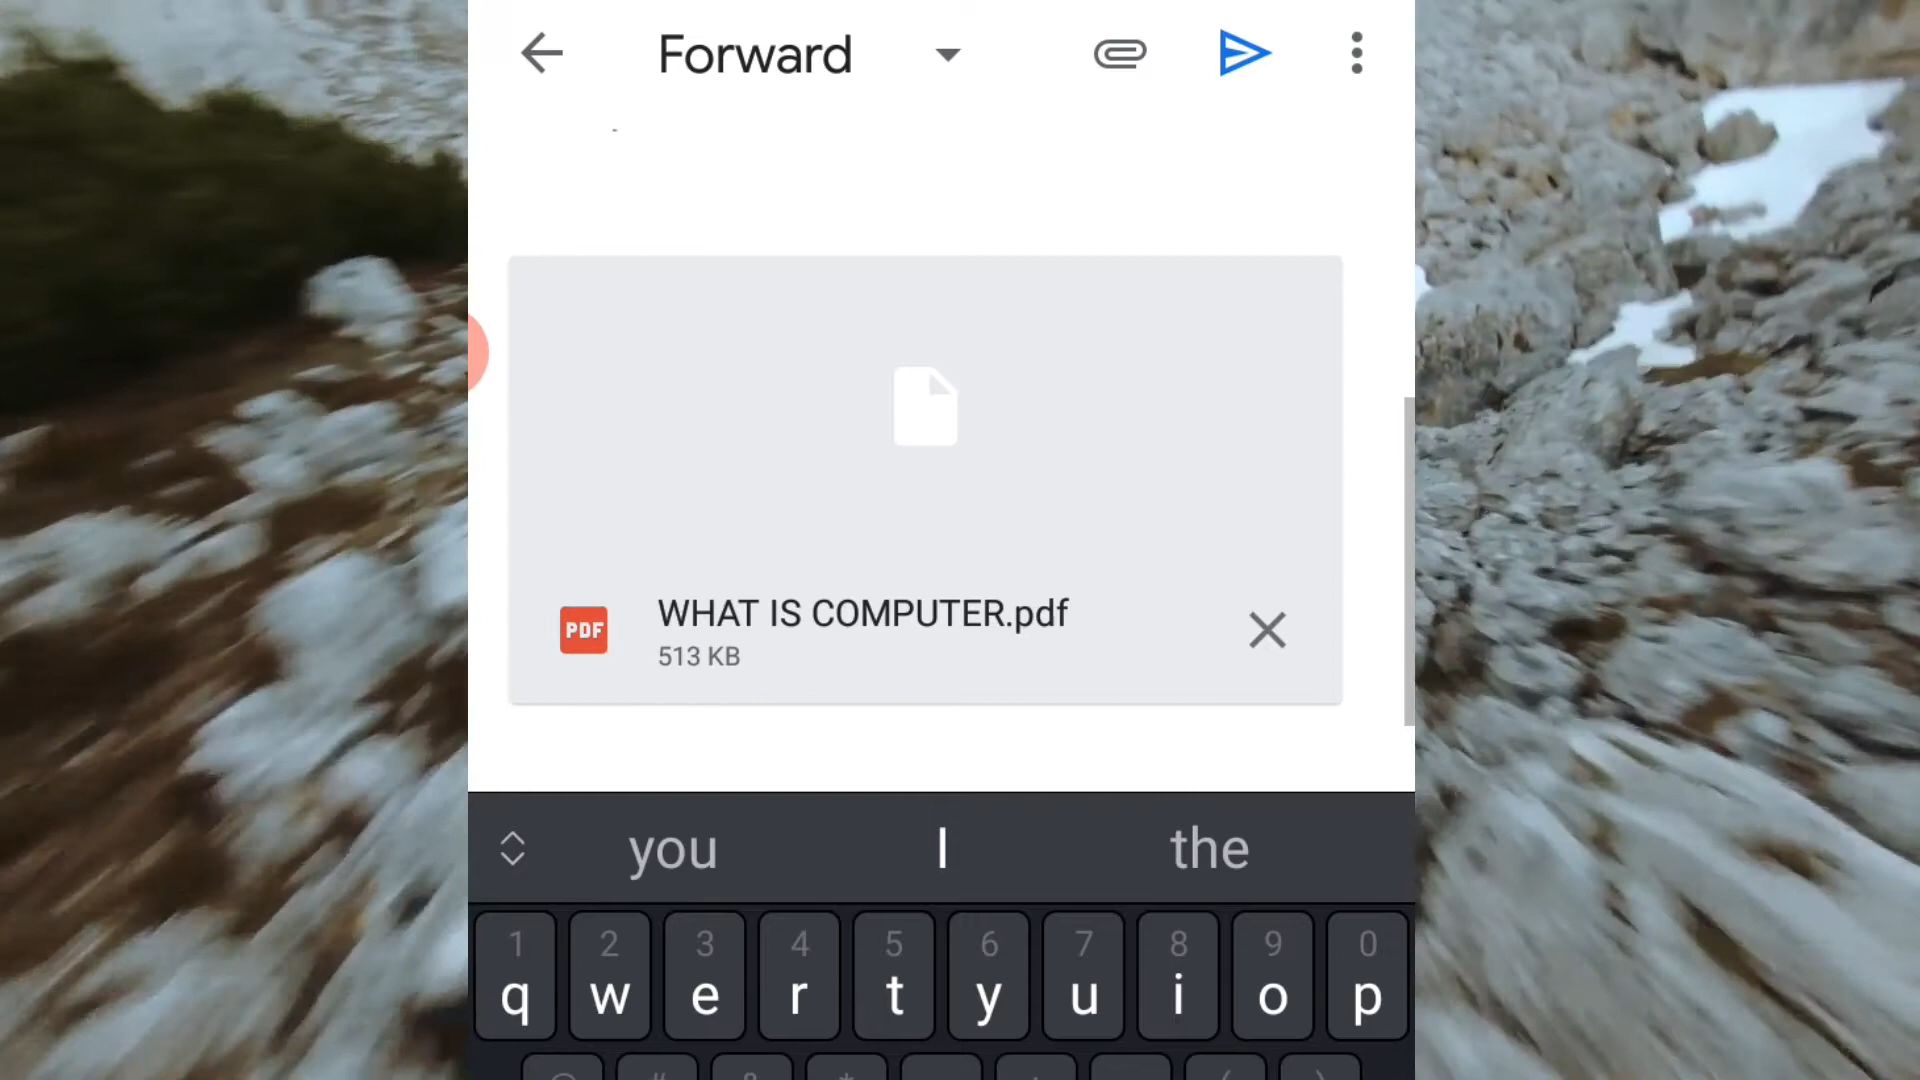 Forward
PDF
WHAT IS COMPUTER.pdf
513 KB
you I the
1 2 3 4 5 6 7 8 9 0
q w e r t y u i o p